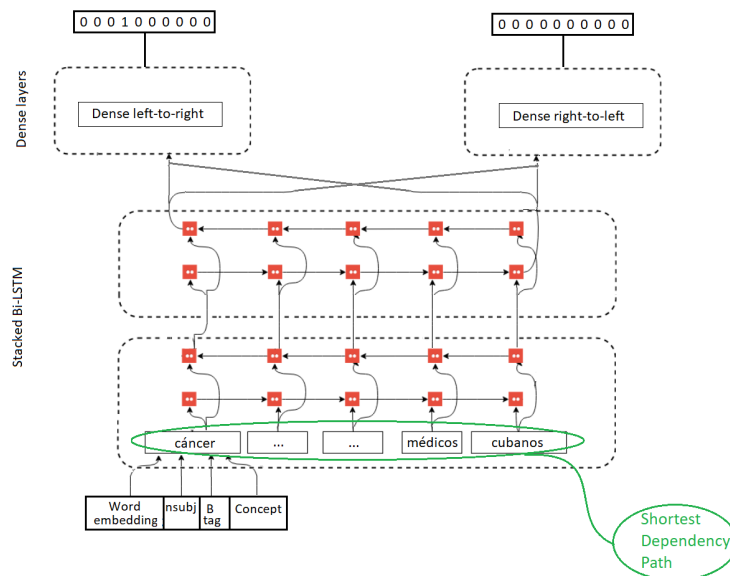 0 0 0 1 0 0 0 0 0 0
0 0 0 0 0 0 0 0 0 0
Dense layers
Dense left-to-right
Dense right-to-left
Stacked Bi-LSTM
cáncer
...
...
médicos
cubanos
Word
embedding
nsubj
B
tag
Concept
Shortest
Dependency
Path